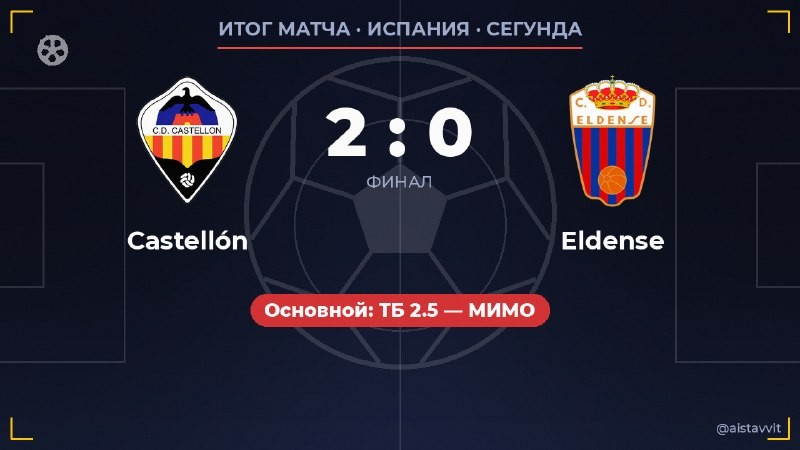 ИТОГ МАТЧА · ИСПАНИЯ · СЕГУНДА
C.D. CASTELLON
C. D.
ELDENSE
2 : 0
ФИНАЛ
Castellón
Eldense
Основной: ТБ 2.5 — МИМО
@aistavvit